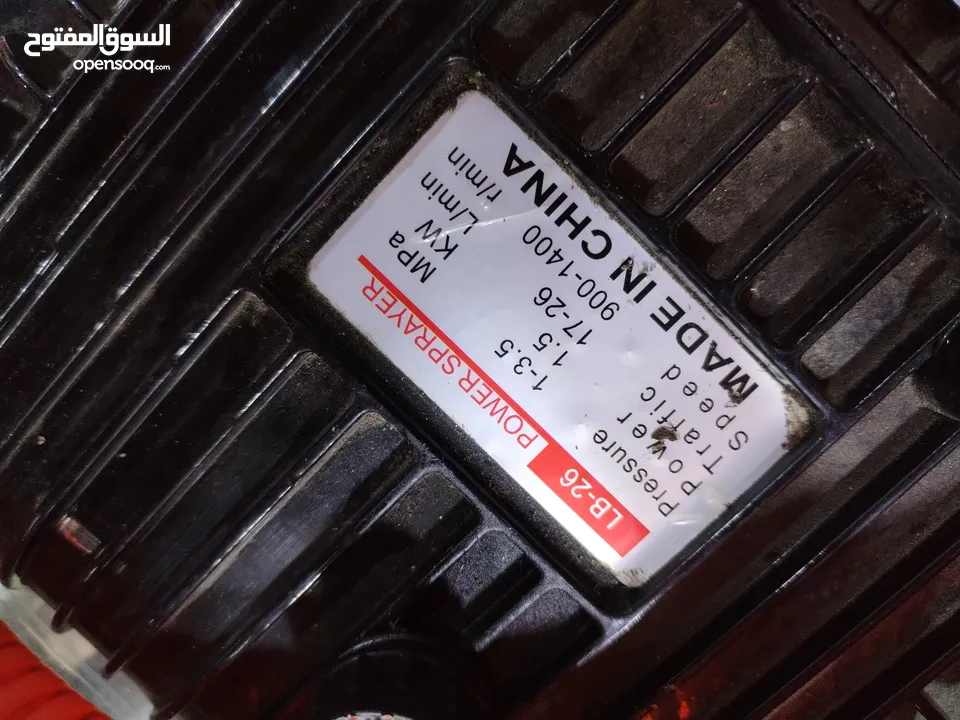 السوق المفتوح
opensooq.com
LB-26 POWER SPRAYER
Pressure 1-3.5 MPa
Power 1.5 KW
Traffic 17-26 L/min
Speed 900-1400 r/min
MADE IN CHINA